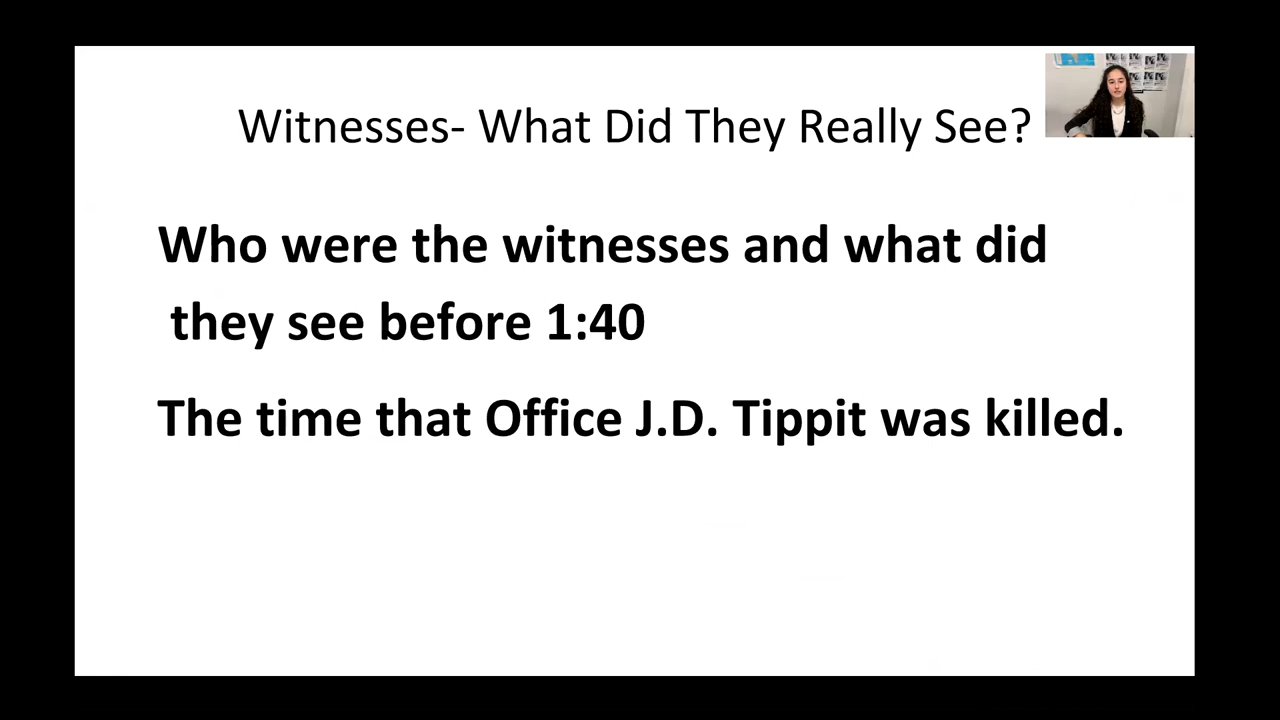 Witnesses- What Did They Really See?
Who were the witnesses and what did
they see before 1:40
The time that Office J.D. Tippit was killed.